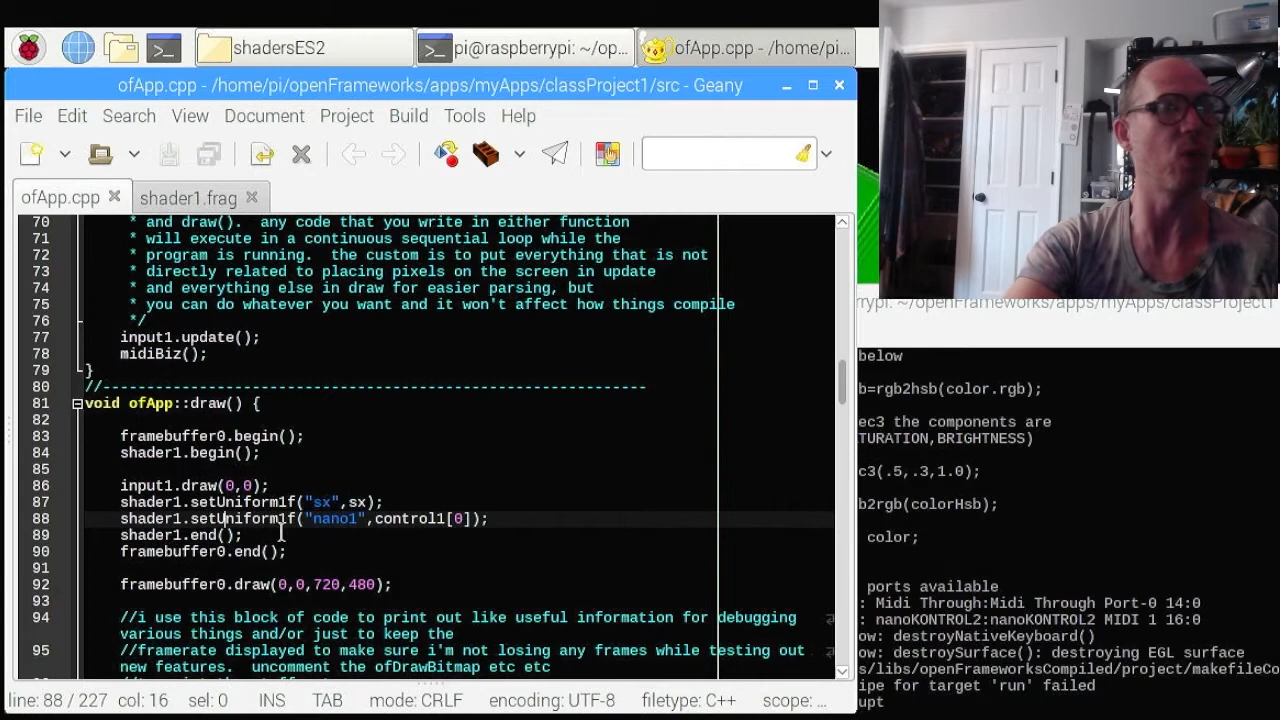 shadersES2
pi@raspberrypi: ~/op...
ofApp.cpp - /home/pi...
ofApp.cpp - /home/pi/openFrameworks/apps/myApps/classProject1/src - Geany
File Edit Search View Document Project Build Tools Help
ofApp.cpp
shader1.frag
70 * and draw().  any code that you write in either function
71 * will execute in a continuous sequential loop while the
72 * program is running.  the custom is to put everything that is not
73 * directly related to placing pixels on the screen in update
74 * and everything else in draw for easier parsing, but
75 * you can do whatever you want and it won't affect how things compile
76 */
77 input1.update();
78 midiBiz();
79 }
80 //--------------------------------------------------------------
81 void ofApp::draw() {
82
83 framebuffer0.begin();
84 shader1.begin();
85
86 input1.draw(0,0);
87 shader1.setUniform1f("sx",sx);
88 shader1.setUniform1f("nano1",control1[0]);
89 shader1.end();
90 framebuffer0.end();
91
92 framebuffer0.draw(0,0,720,480);
93
94 //i use this block of code to print out like useful information for debugging
various things and/or just to keep the
95 //framerate displayed to make sure i'm not losing any frames while testing out
new features.  uncomment the ofDrawBitmap etc etc
line: 88 / 227 col: 16 sel: 0 INS TAB mode: CRLF encoding: UTF-8 filetype: C++ scope: ...
rrypi: ~/openFrameworks/apps/myApps/classProject1
below
b=rgb2hsb(color.rgb);
ec3 the components are
TURATION,BRIGHTNESS)
c3(.5,.3,1.0);
b2rgb(colorHsb);
color;
ports available
: Midi Through:Midi Through Port-0 14:0
: nanoKONTROL2:nanoKONTROL2 MIDI 1 16:0
ow: destroyNativeKeyboard()
ow: destroySurface(): destroying EGL surface
s/libs/openFrameworksCompiled/project/makefileCo
ipe for target 'run' failed
upt